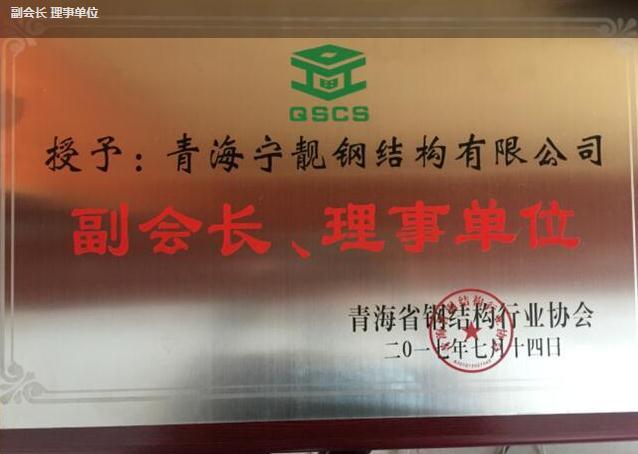 副会长 理事单位
QSCS
授予：青海宁靓钢结构有限公司
副会长、理事单位
青海省钢结构行业协会
二〇一七年七月十四日